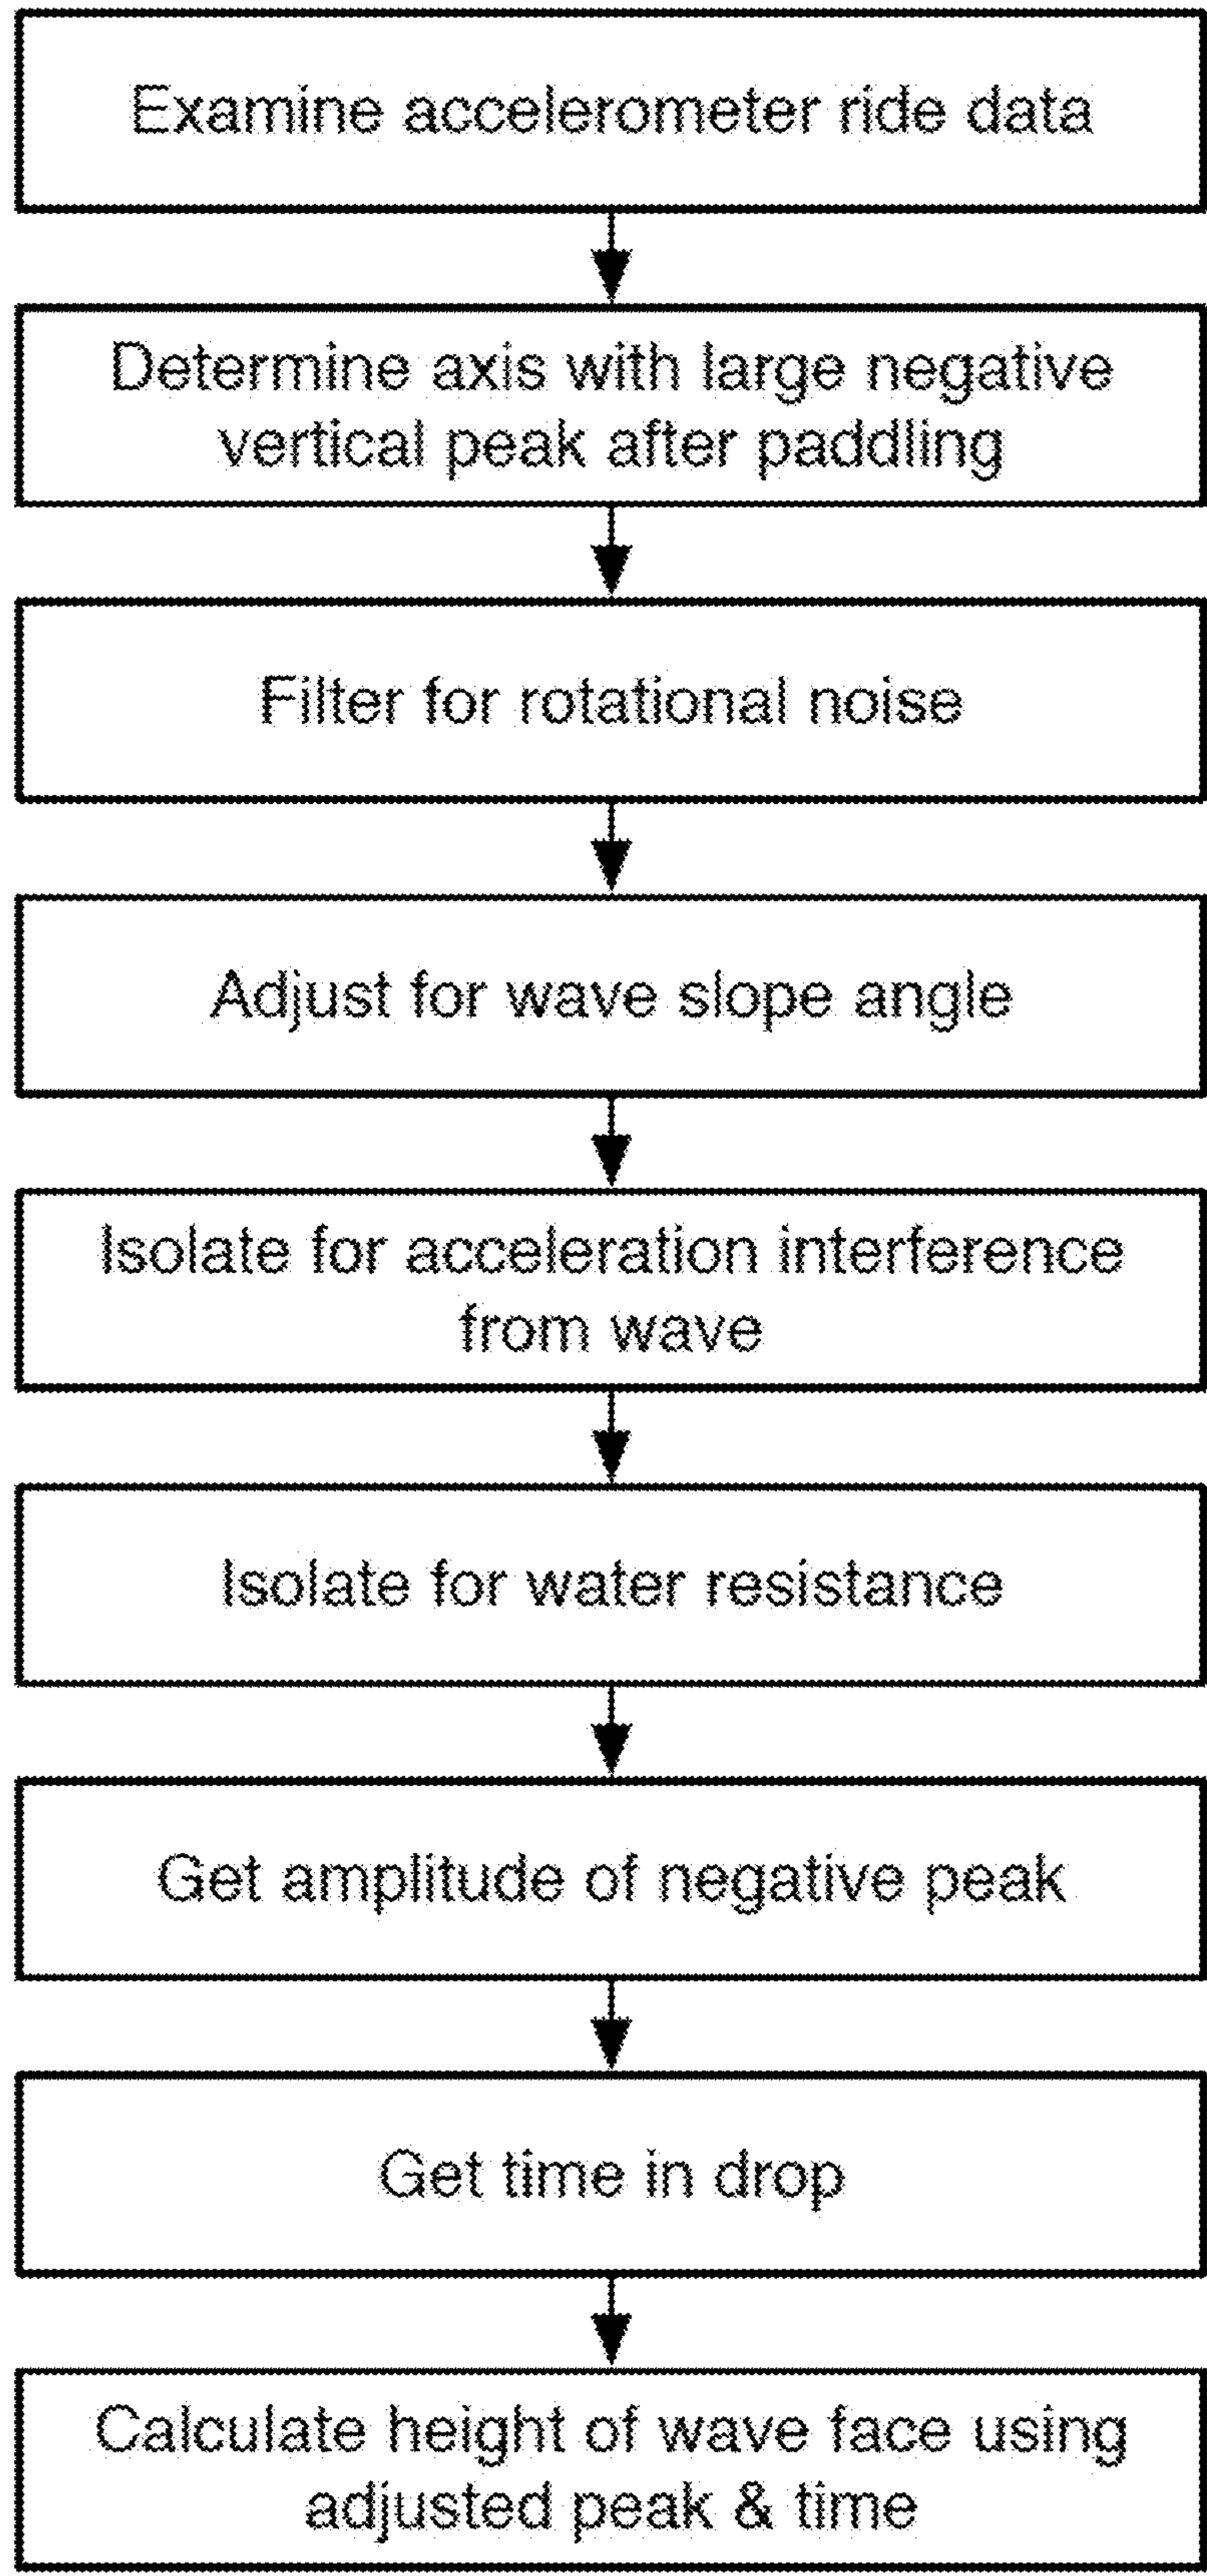 Examine accelerometer ride data
Determine axis with large negative
vertical peak after paddling
Filter for rotational noise
Adjust for wave slope angle
Isolate for acceleration interference
from wave
Isolate for water resistance
Get amplitude of negative peak
Get time in drop
Calculate height of wave face using
adjusted peak & time